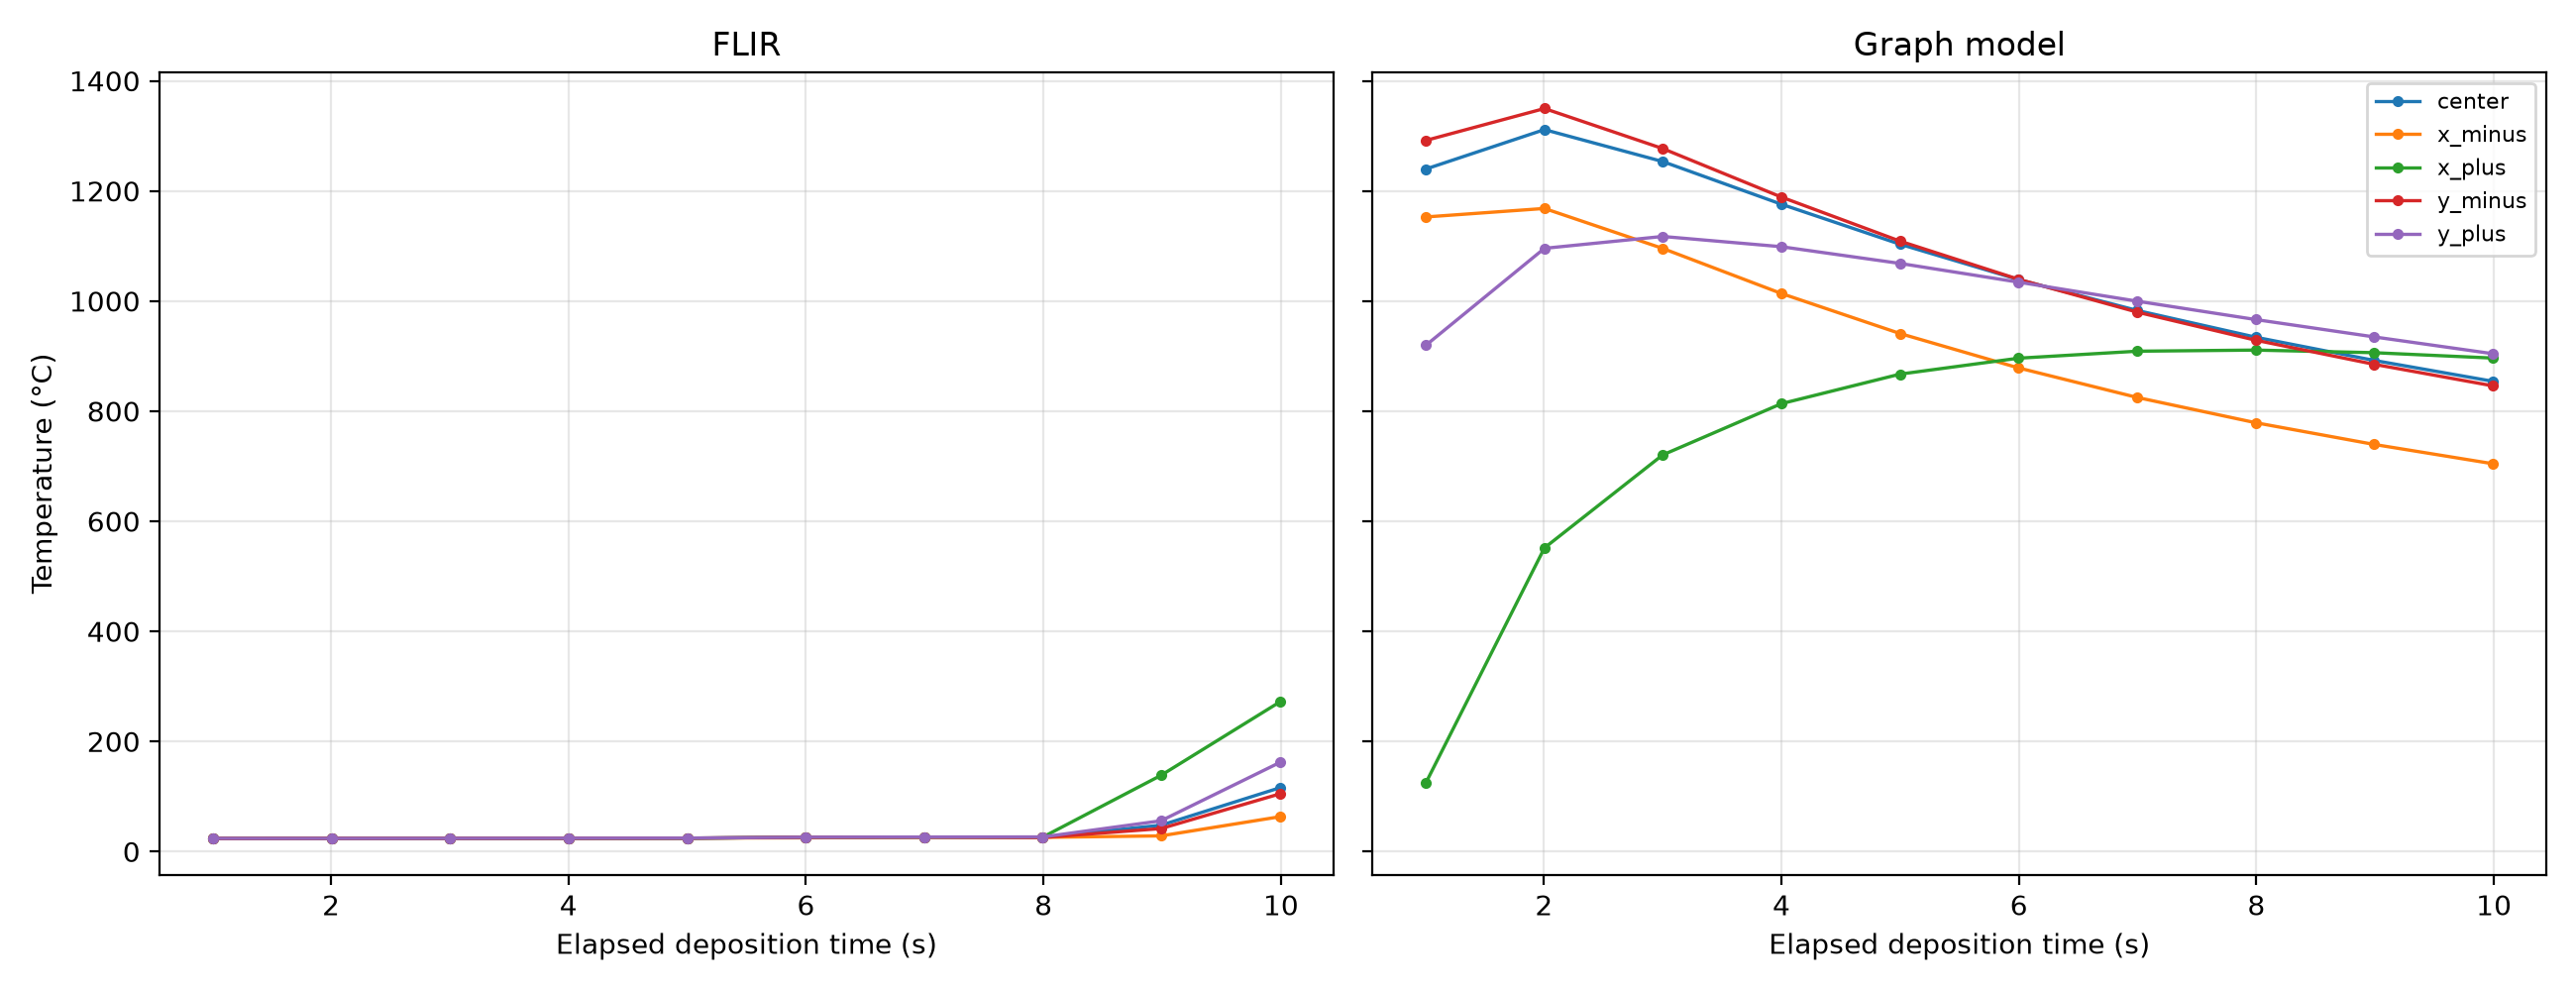 FLIR
Graph model
Temperature (°C)
1400
1200
1000
800
600
400
200
0
2 4 6 8 10
2 4 6 8 10
Elapsed deposition time (s)
Elapsed deposition time (s)
center
x_minus
x_plus
y_minus
y_plus